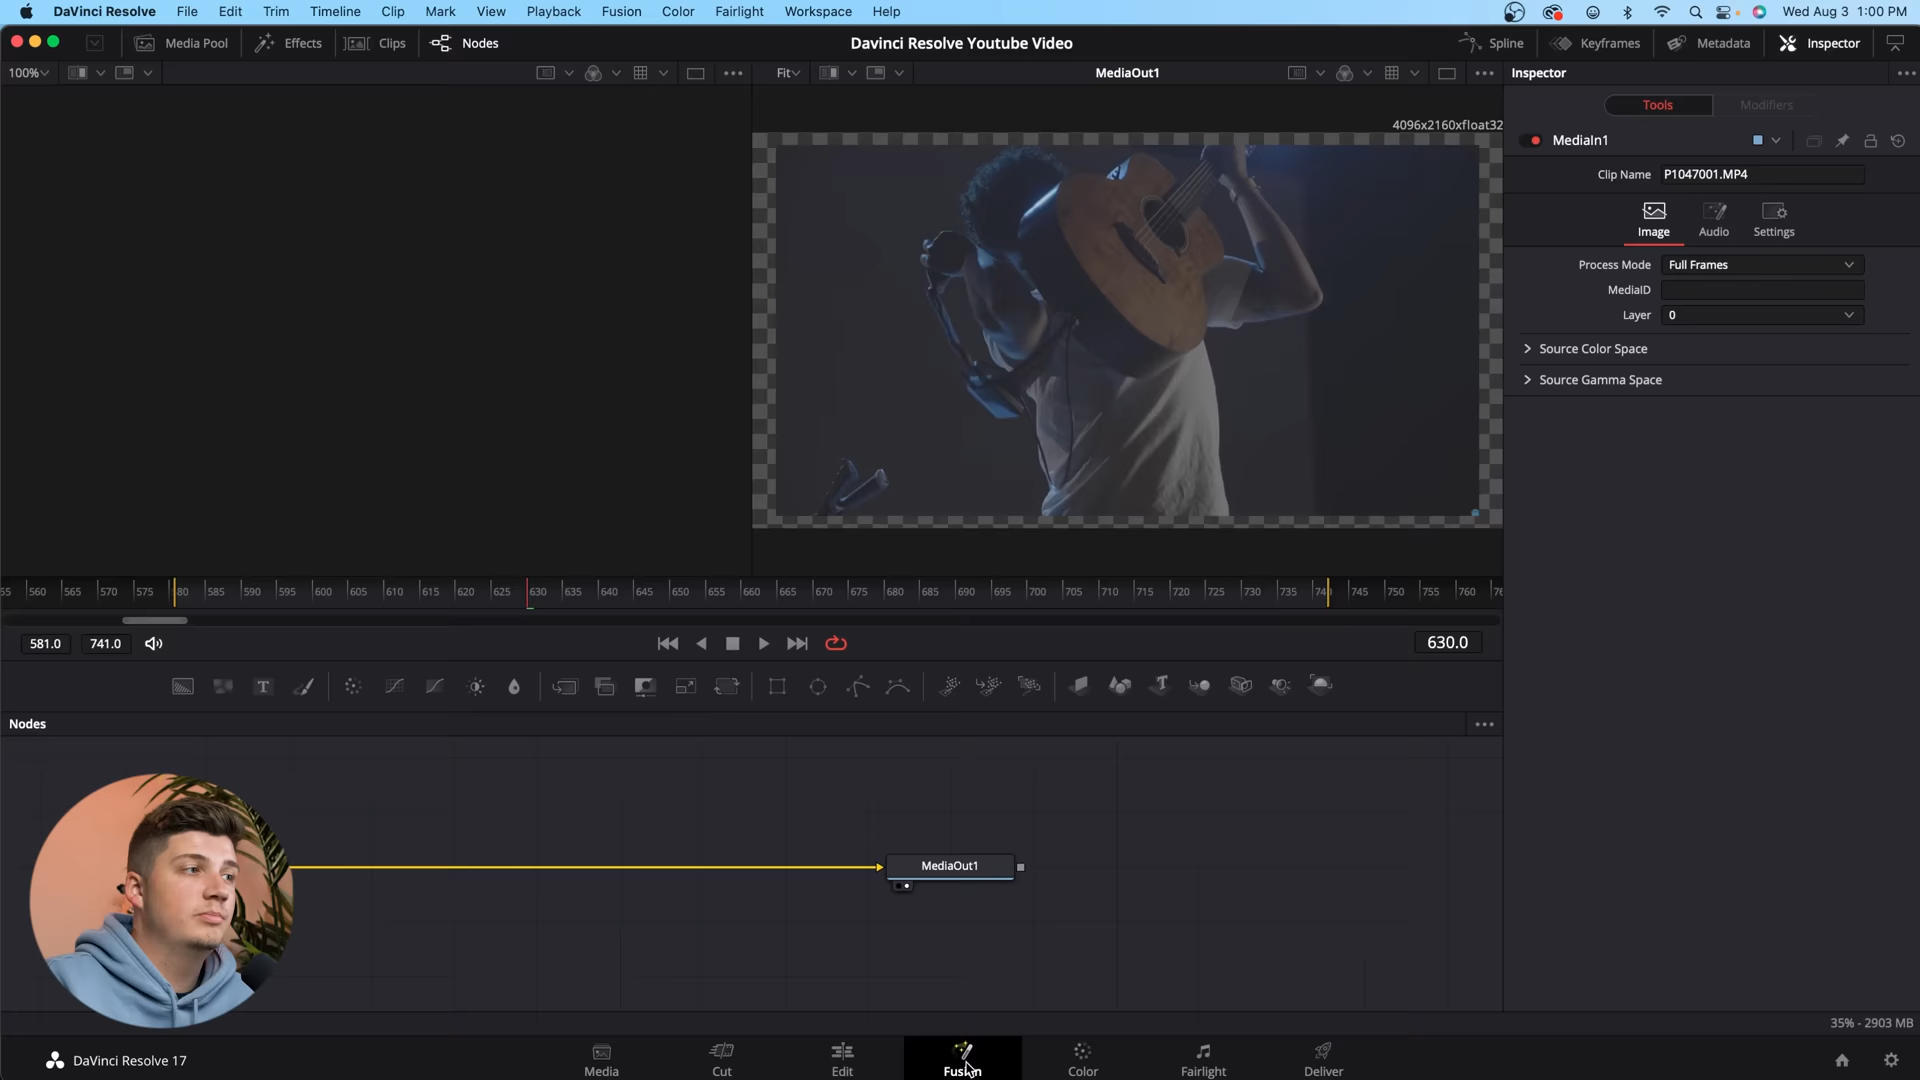 DaVinci Resolve File Edit Trim Timeline Clip Mark View Playback Fusion Color Fairlight Workspace Help Wed Aug 3 1:00 PM
Media Pool Effects Clips Nodes Davinci Resolve Youtube Video Spline Keyframes Metadata Inspector
100% Fit MediaOut1 Inspector
Tools Modifiers
4096x2160xfloat32
MediaIn1
Clip Name P1047001.MP4
Image Audio Settings
Process Mode Full Frames
MediaID
Layer 0
Source Color Space
Source Gamma Space
55 560 565 570 575 80 585 590 595 600 605 610 615 620 625 630 635 640 645 650 655 660 665 670 675 680 685 690 695 700 705 710 715 720 725 730 735 74 745 750 755 760 76
581.0 741.0 630.0
T T
Nodes
MediaOut1
35% - 2903 MB
DaVinci Resolve 17 Media Cut Edit Fusion Color Fairlight Deliver